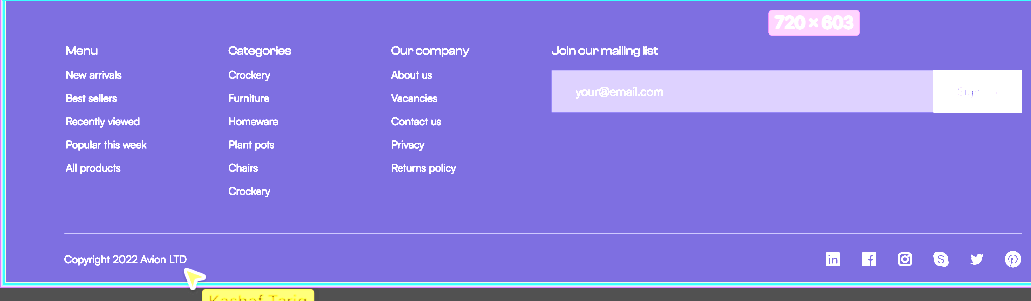 720 × 603
Menu
New arrivals
Best sellers
Recently viewed
Popular this week
All products
Categories
Crockery
Furniture
Homeware
Plant pots
Chairs
Crockery
Our company
About us
Vacancies
Contact us
Privacy
Returns policy
Join our mailing list
your@email.com
Copyright 2022 Avion LTD